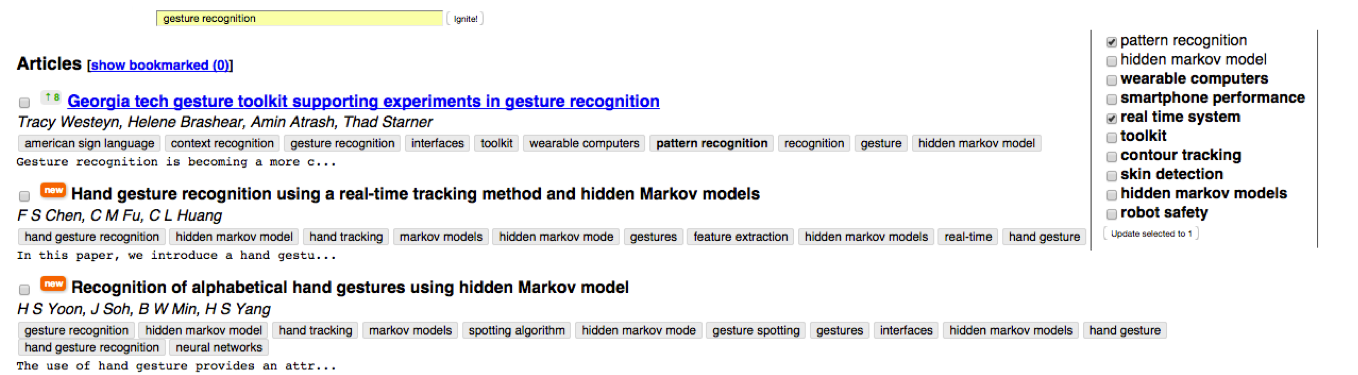 gesture recognition Ignite!
Articles [show bookmarked (0)]
↑8 Georgia tech gesture toolkit supporting experiments in gesture recognition
Tracy Westeyn, Helene Brashear, Amin Atrash, Thad Starner
american sign language context recognition gesture recognition interfaces toolkit wearable computers pattern recognition recognition gesture hidden markov model
Gesture recognition is becoming a more c...
new Hand gesture recognition using a real-time tracking method and hidden Markov models
F S Chen, C M Fu, C L Huang
hand gesture recognition hidden markov model hand tracking markov models hidden markov mode gestures feature extraction hidden markov models real-time hand gesture
In this paper, we introduce a hand gestu...
new Recognition of alphabetical hand gestures using hidden Markov model
H S Yoon, J Soh, B W Min, H S Yang
gesture recognition hidden markov model hand tracking markov models spotting algorithm hidden markov mode gesture spotting gestures interfaces hidden markov models hand gesture
hand gesture recognition neural networks
The use of hand gesture provides an attr...
pattern recognition
hidden markov model
wearable computers
smartphone performance
real time system
toolkit
contour tracking
skin detection
hidden markov models
robot safety
Update selected to 1